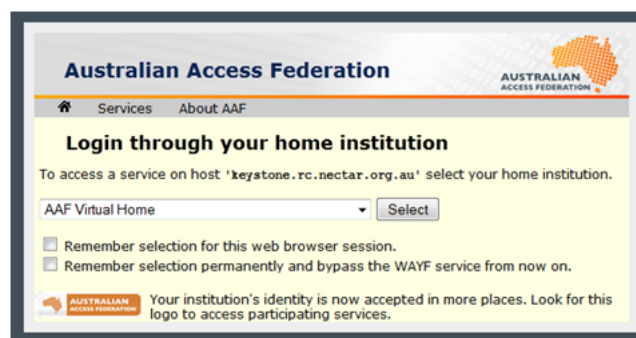 Australian Access Federation
AUSTRALIAN
ACCESS FEDERATION
Services About AAF
Login through your home institution
To access a service on host 'keystone.rc.nectar.org.au' select your home institution.
AAF Virtual Home Select
Remember selection for this web browser session.
Remember selection permanently and bypass the WAYF service from now on.
AUSTRALIAN
ACCESS FEDERATION
Your institution's identity is now accepted in more places. Look for this
logo to access participating services.